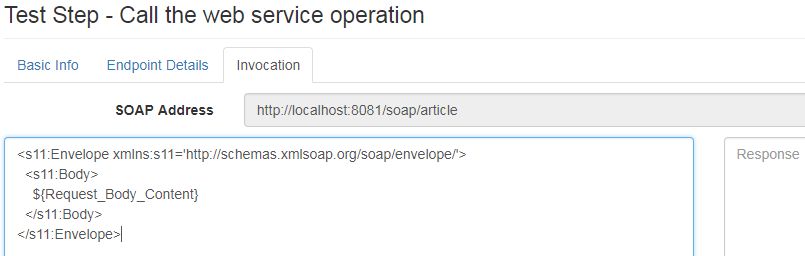 Test Step - Call the web service operation
Basic Info Endpoint Details Invocation
SOAP Address http://localhost:8081/soap/article
<s11:Envelope xmlns:s11='http://schemas.xmlsoap.org/soap/envelope/'>
<s11:Body>
${Request_Body_Content}
</s11:Body>
</s11:Envelope>
Response